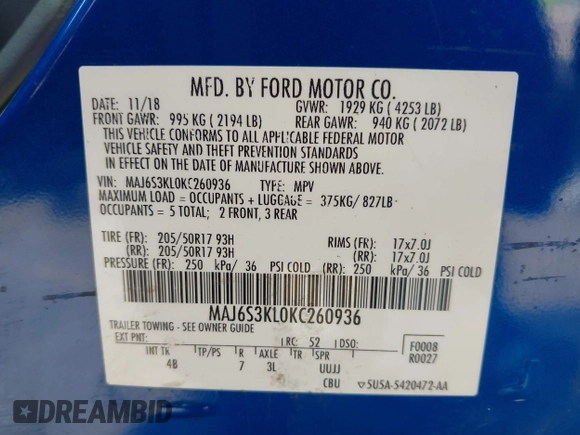 MFD. BY FORD MOTOR CO.
DATE: 11/18 GVWR: 1929 KG ( 4253 LB)
FRONT GAWR: 995 KG ( 2194 LB) REAR GAWR: 940 KG ( 2072 LB)
THIS VEHICLE CONFORMS TO ALL APPLICABLE FEDERAL MOTOR
VEHICLE SAFETY AND THEFT PREVENTION STANDARDS
IN EFFECT ON THE DATE OF MANUFACTURE SHOWN ABOVE.
VIN: MAJ6S3KL0KC260936 TYPE: MPV
MAXIMUM LOAD = OCCUPANTS + LUGGAGE = 375KG/ 827LB
OCCUPANTS = 5 TOTAL; 2 FRONT, 3 REAR
TIRE (FR): 205/50R17 93H RIMS (FR): 17x7.0J
(RR): 205/50R17 93H (RR): 17x7.0J
PRESSURE (FR): 250 kPa/ 36 PSI COLD (RR): 250 kPa/ 36 PSI COLD
MAJ6S3KL0KC260936
TRAILER TOWING - SEE OWNER GUIDE
EXT PNT: RC: 52 DSO: F0008
R0027
INT TK TP/PS R AXLE TR SPR
4B 7 3L UUJJ
CBU 5U5A-5420472-AA
DREAMBID